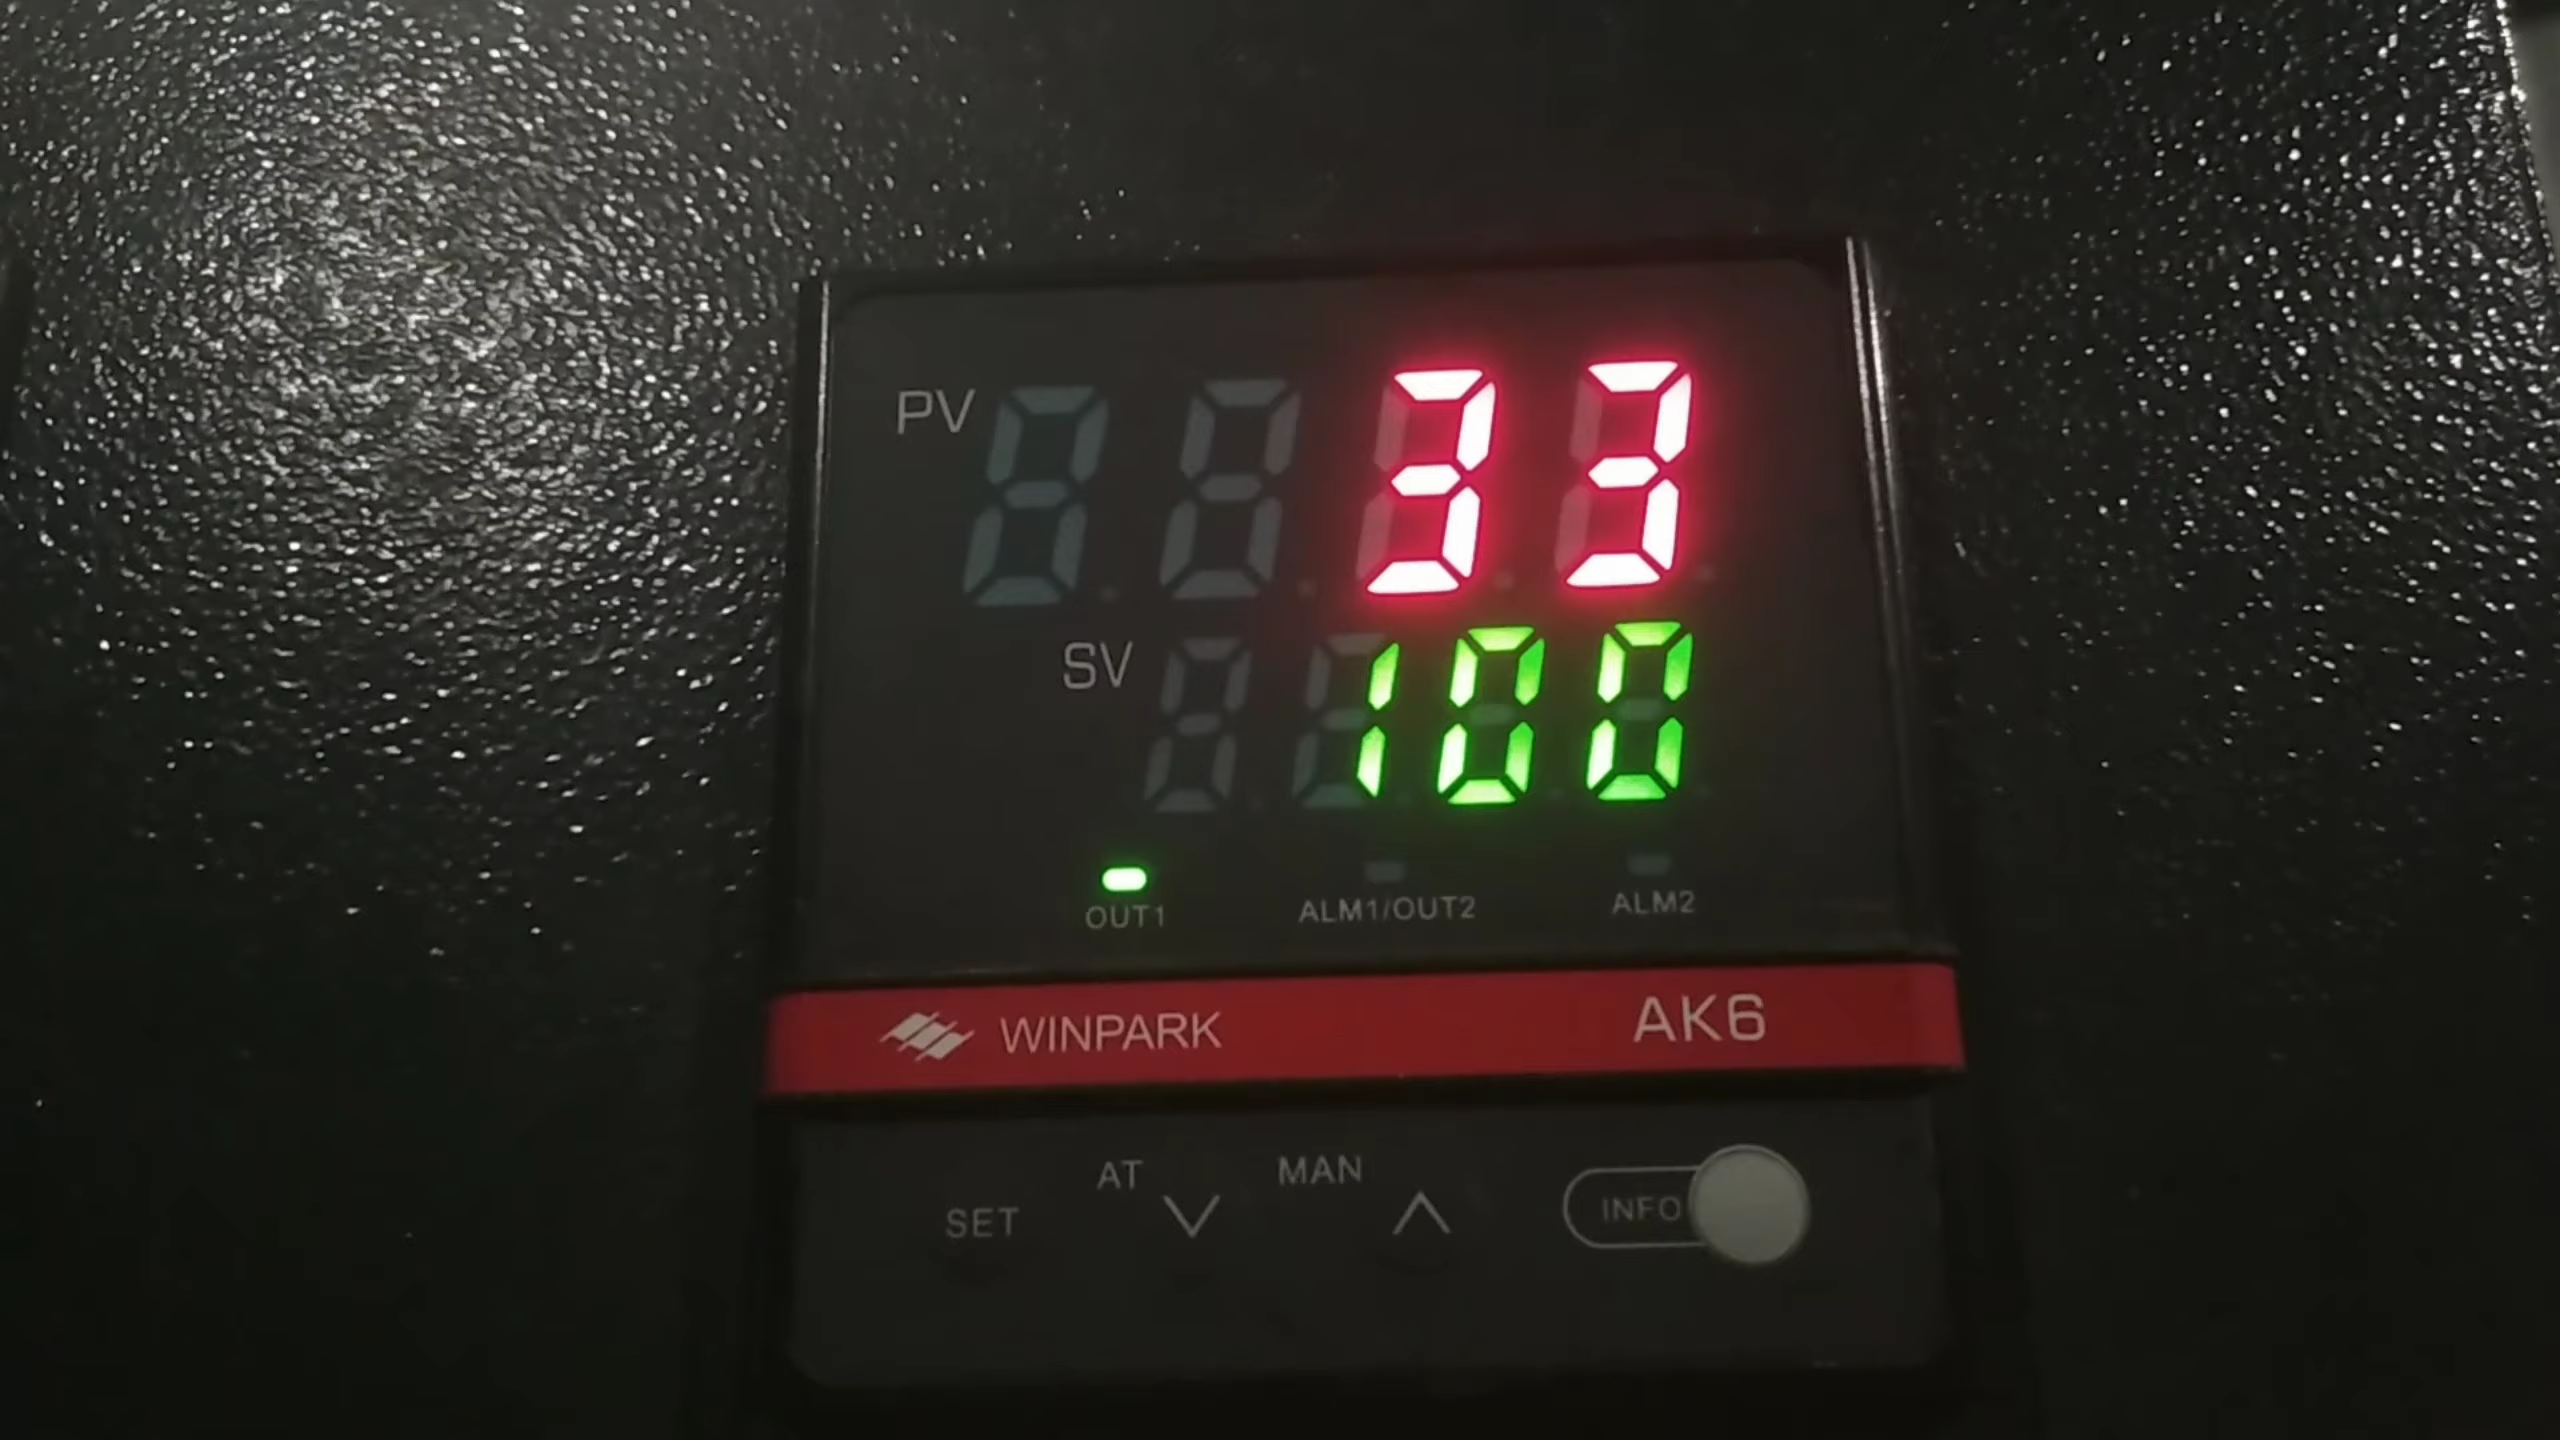 PV 33
SV 100
OUT1 ALM1/OUT2 ALM2
WINPARK AK6
AT MAN
SET INFO